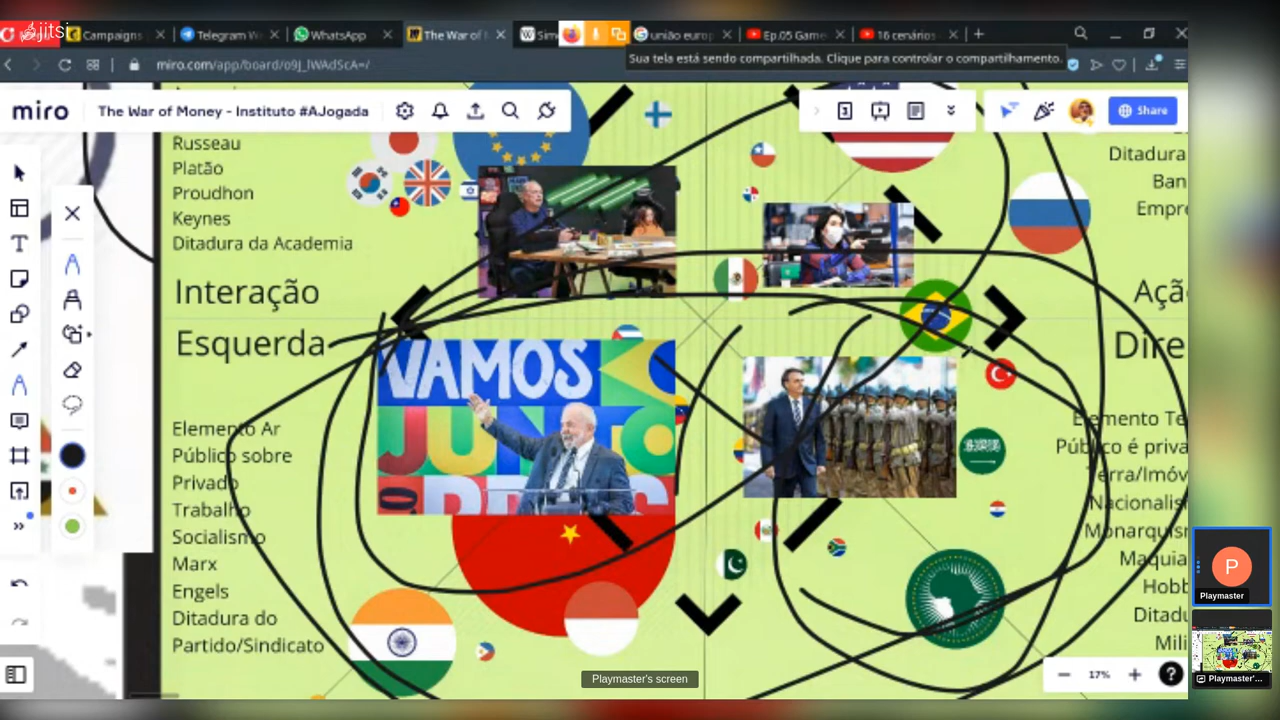 Jitsi
Campaigns
Telegram W
WhatsApp
The War of
W Sim
G união europ
Ep.05 Game
16 cenários
miro.com/app/board/o9j_lWAdScA=/
Sua tela está sendo compartilhada. Clique para controlar o compartilhamento.
miro
The War of Money - Instituto #AJogada
Share
Russeau
Platão
Proudhon
Keynes
Ditadura da Academia
Ditadura
Ban
Empre
Interação
Açã
Esquerda
Dire
VAMOS
JUNTO
Elemento Ar
Público sobre
Privado
Trabalho
Socialismo
Marx
Engels
Ditadura do
Partido/Sindicato
Elemento Te
Público é priva
Terra/Imóv
Nacionalis
Monarquis
Maquia
Hobb
Ditadu
Mili
17%
P
Playmaster
Playmaster's screen
Playmaster'...